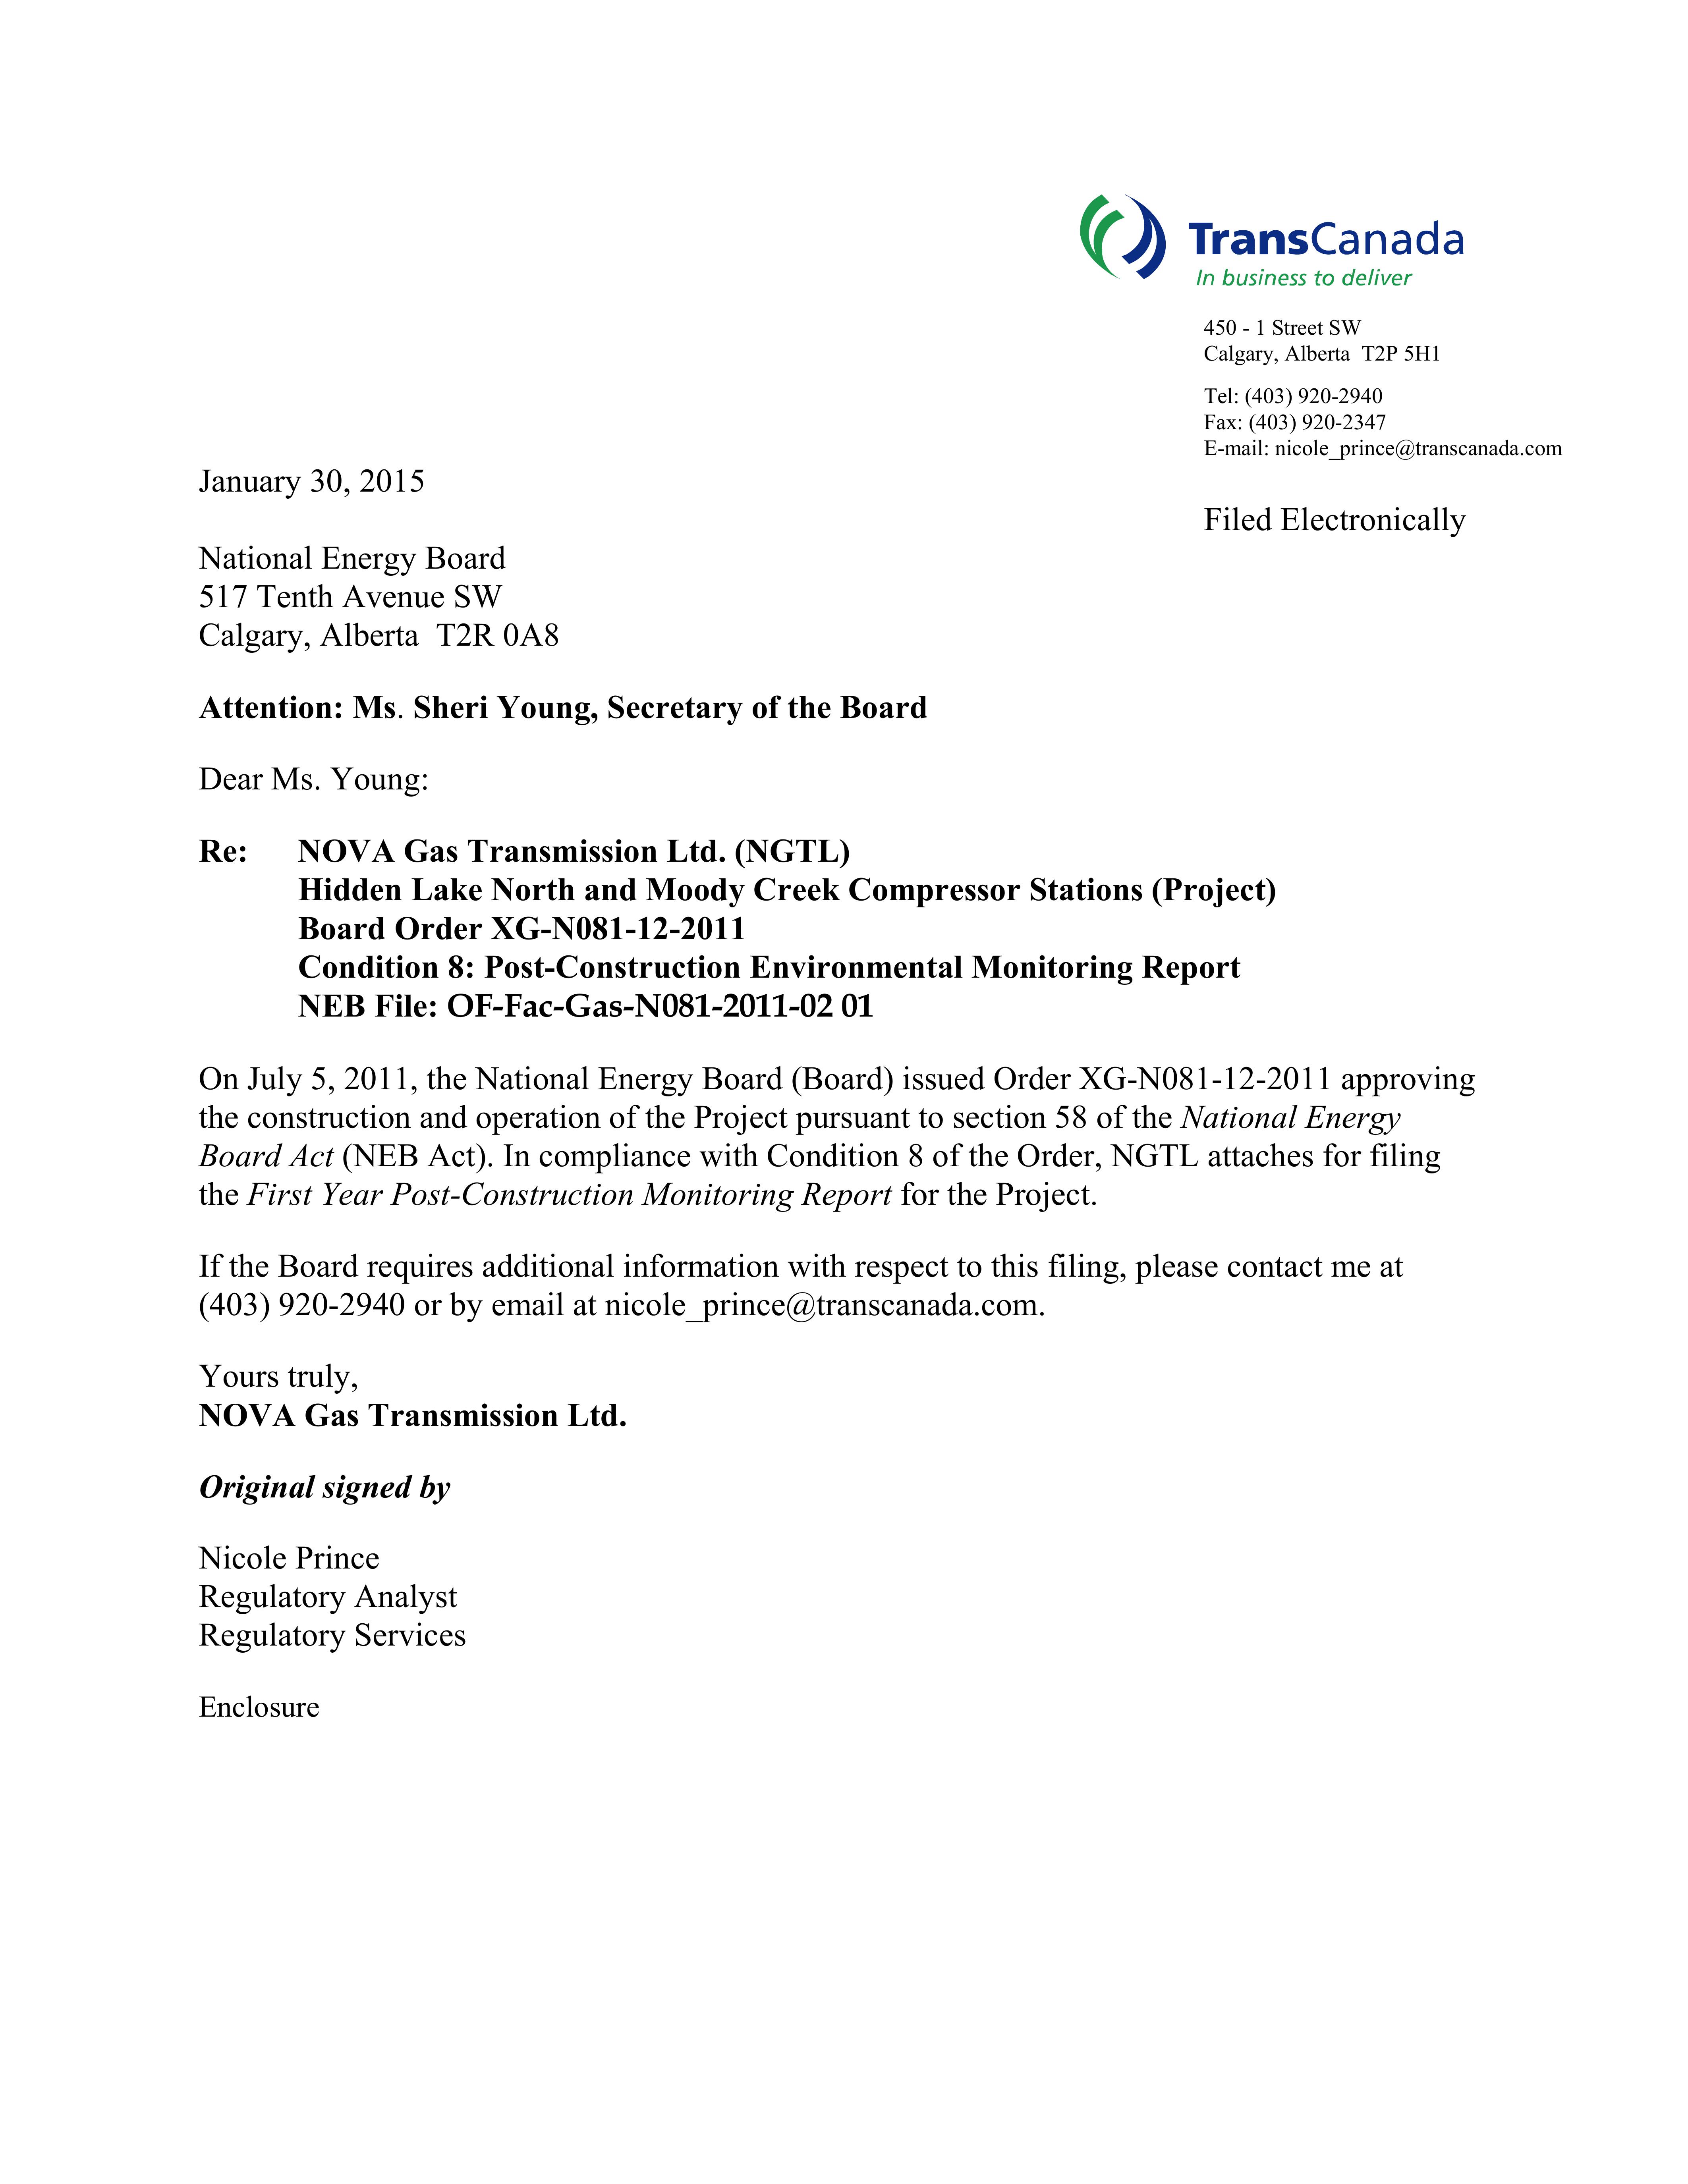 TransCanada
In business to deliver
450 - 1 Street SW
Calgary, Alberta  T2P 5H1
Tel: (403) 920-2940
Fax: (403) 920-2347
E-mail: nicole_prince@transcanada.com
January 30, 2015
Filed Electronically
National Energy Board
517 Tenth Avenue SW
Calgary, Alberta  T2R 0A8
Attention: Ms. Sheri Young, Secretary of the Board
Dear Ms. Young:
Re: NOVA Gas Transmission Ltd. (NGTL)
Hidden Lake North and Moody Creek Compressor Stations (Project)
Board Order XG-N081-12-2011
Condition 8: Post-Construction Environmental Monitoring Report
NEB File: OF-Fac-Gas-N081-2011-02 01
On July 5, 2011, the National Energy Board (Board) issued Order XG-N081-12-2011 approving
the construction and operation of the Project pursuant to section 58 of the National Energy
Board Act (NEB Act). In compliance with Condition 8 of the Order, NGTL attaches for filing
the First Year Post-Construction Monitoring Report for the Project.
If the Board requires additional information with respect to this filing, please contact me at
(403) 920-2940 or by email at nicole_prince@transcanada.com.
Yours truly,
NOVA Gas Transmission Ltd.
Original signed by
Nicole Prince
Regulatory Analyst
Regulatory Services
Enclosure